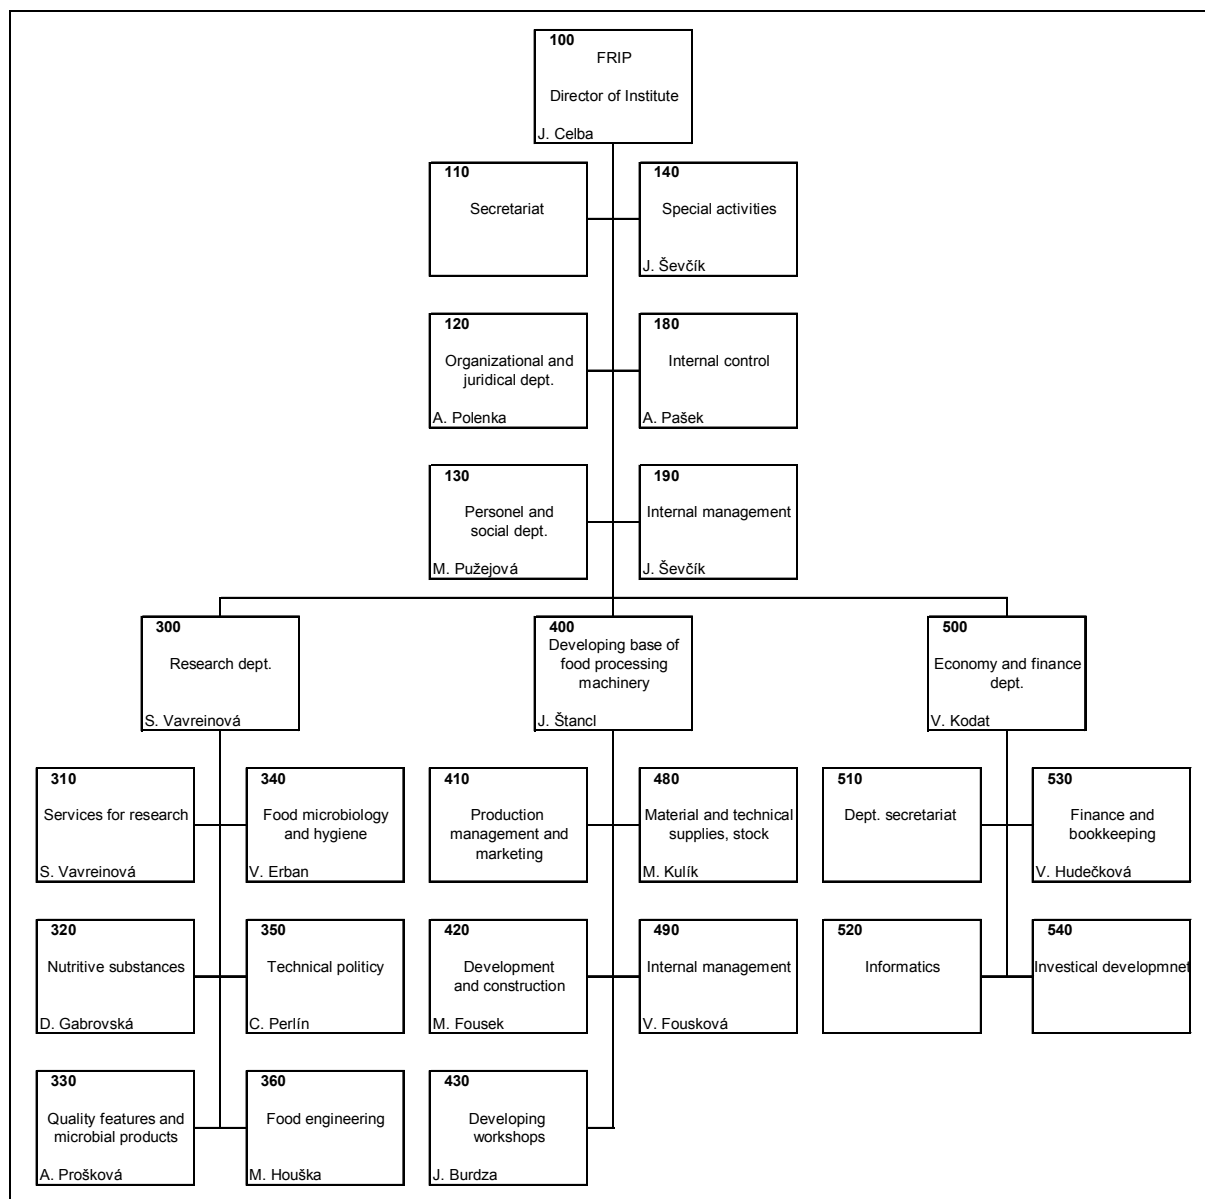 100
FRIP
Director of Institute
J. Celba
110
Secretariat
140
Special activities
J. Ševčík
120
Organizational and
juridical dept.
A. Polenka
180
Internal control
A. Pašek
130
Personel and
social dept.
M. Pužejová
190
Internal management
J. Ševčík
300
Research dept.
S. Vavreinová
400
Developing base of
food processing
machinery
J. Štancl
500
Economy and finance
dept.
V. Kodat
310
Services for research
S. Vavreinová
340
Food microbiology
and hygiene
V. Erban
410
Production
management and
marketing
480
Material and technical
supplies, stock
M. Kulík
510
Dept. secretariat
530
Finance and
bookkeeping
V. Hudečková
320
Nutritive substances
D. Gabrovská
350
Technical politicy
C. Perlín
420
Development
and construction
M. Fousek
490
Internal management
V. Fousková
520
Informatics
540
Investical developmnet
330
Quality features and
microbial products
A. Prošková
360
Food engineering
M. Houška
430
Developing
workshops
J. Burdza